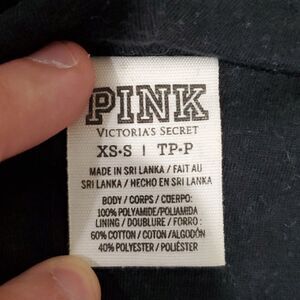 PINK
VICTORIA'S SECRET
XS•S | TP•P
MADE IN SRI LANKA / FAIT AU
SRI LANKA / HECHO EN SRI LANKA
BODY / CORPS / CUERPO:
100% POLYAMIDE/POLIAMIDA
LINING / DOUBLURE / FORRO:
60% COTTON / COTON /ALGODÓN
40% POLYESTER / POLIÉSTER